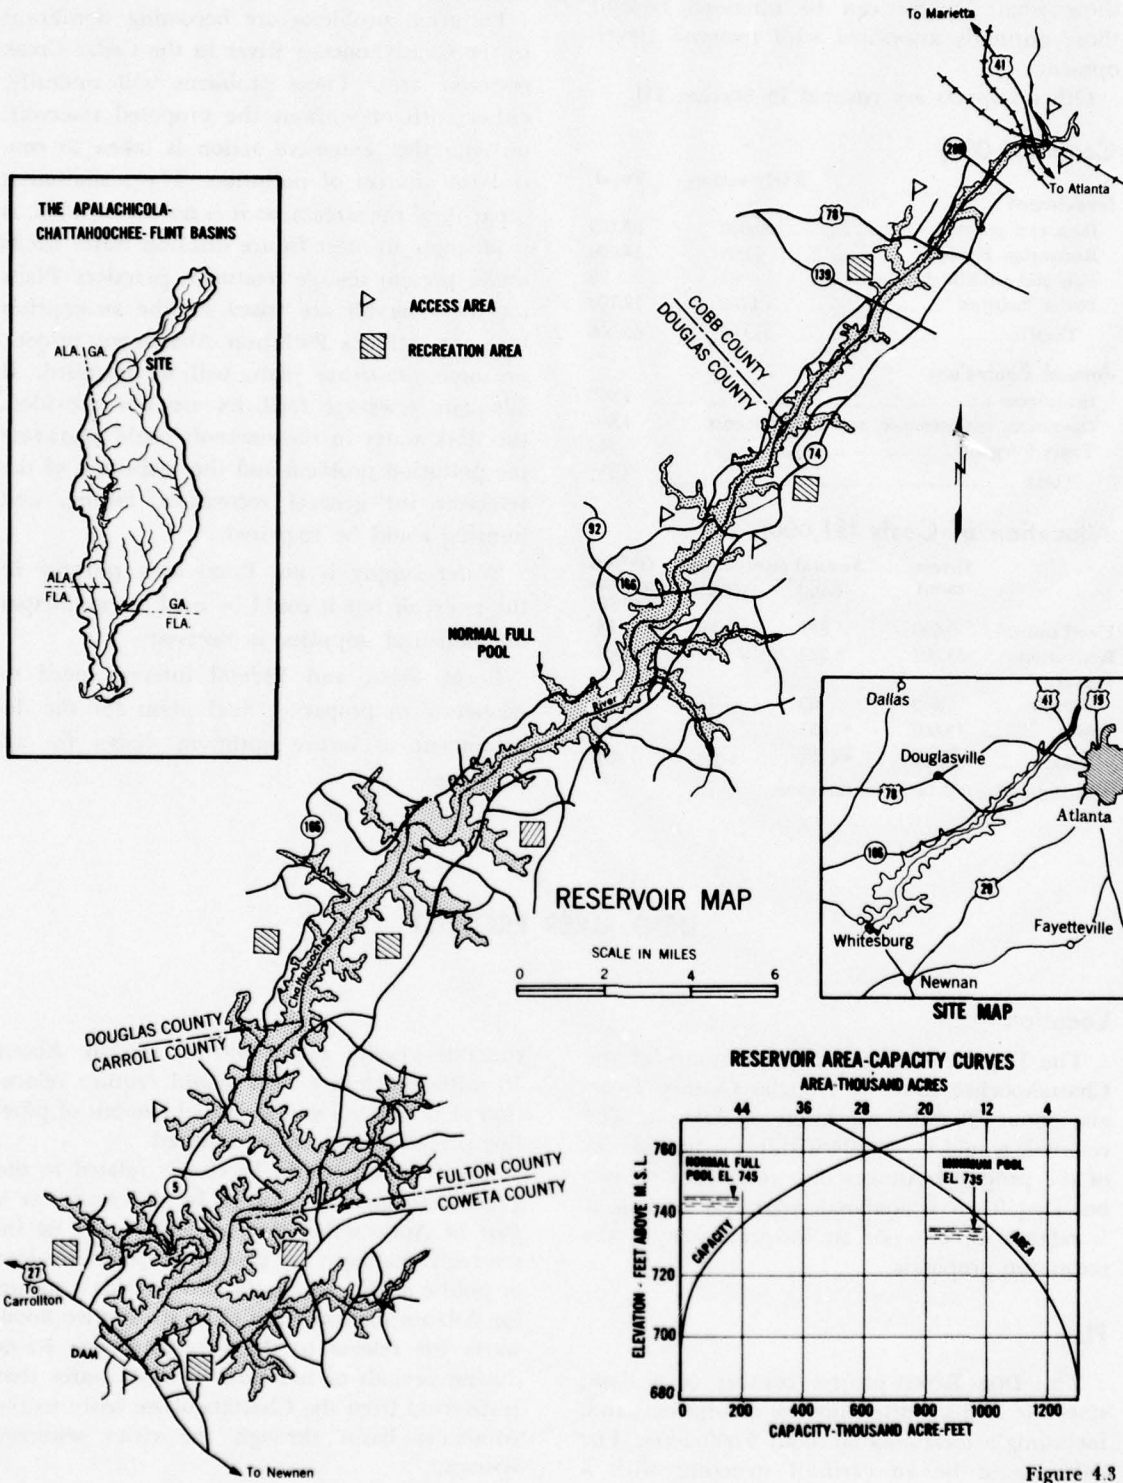 To Marietta
41
280
To Atlanta
78
139
THE APALACHICOLA-
CHATTAHOOCHEE-FLINT BASINS
ALA.
GA.
SITE
ALA.
FLA.
GA.
FLA.
ACCESS AREA
RECREATION AREA
COBB COUNTY
DOUGLAS COUNTY
74
N
92
166
NORMAL FULL
POOL
River
Dallas
41
19
Douglasville
78
Atlanta
166
29
Fayetteville
Whitesburg
Newnan
SITE MAP
166
RESERVOIR MAP
SCALE IN MILES
0 2 4 6
Chattahoochee
DOUGLAS COUNTY
CARROLL COUNTY
5
FULTON COUNTY
COWETA COUNTY
27
To
Carrollton
DAM
To Newnen
RESERVOIR AREA-CAPACITY CURVES
AREA-THOUSAND ACRES
44 36 28 20 12 4
760
NORMAL FULL
POOL EL. 745
MINIMUM POOL
EL. 735
740
CAPACITY
AREA
720
700
680
ELEVATION - FEET ABOVE M. S. L.
0 200 400 600 800 1000 1200
CAPACITY-THOUSAND ACRE-FEET
Figure 4.3